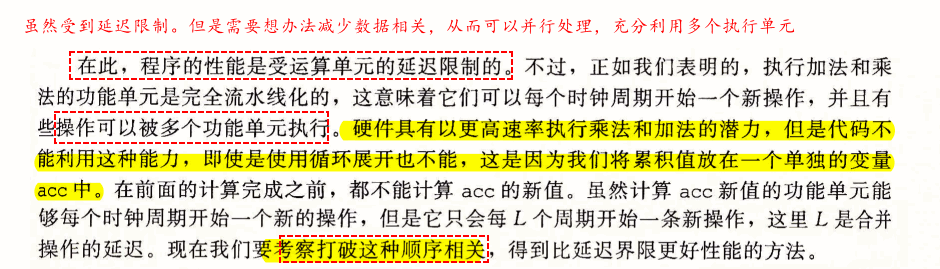 虽然受到延迟限制。但是需要想办法减少数据相关，从而可以并行处理，充分利用多个执行单元
在此，程序的性能是受运算单元的延迟限制的。不过，正如我们表明的，执行加法和乘
法的功能单元是完全流水线化的，这意味着它们可以每个时钟周期开始一个新操作，并且有
些操作可以被多个功能单元执行。硬件具有以更高速率执行乘法和加法的潜力，但是代码不
能利用这种能力，即使是使用循环展开也不能，这是因为我们将累积值放在一个单独的变量
acc 中。在前面的计算完成之前，都不能计算 acc 的新值。虽然计算 acc 新值的功能单元能
够每个时钟周期开始一个新的操作，但是它只会每 L 个周期开始一条新操作，这里 L 是合并
操作的延迟。现在我们要考察打破这种顺序相关，得到比延迟界限更好性能的方法。